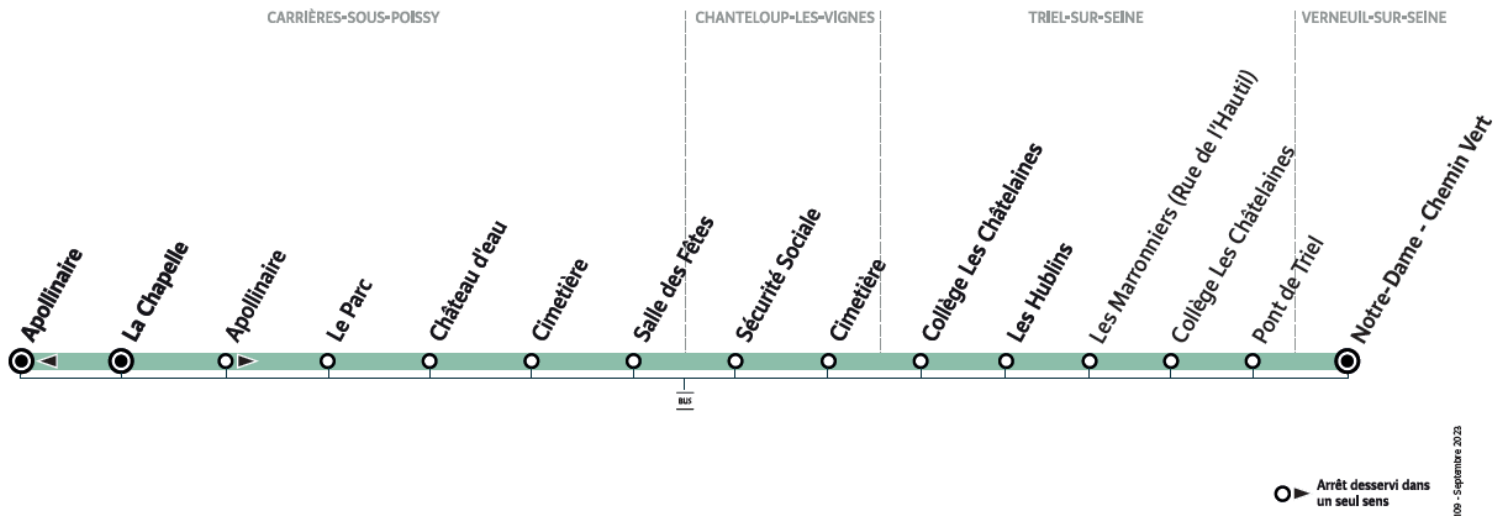 CARRIÈRES-SOUS-POISSY
CHANTELOUP-LES-VIGNES
TRIEL-SUR-SEINE
VERNEUIL-SUR-SEINE
Apollinaire
La Chapelle
Apollinaire
Le Parc
Château d'eau
Cimetière
Salle des Fêtes
Sécurité Sociale
Cimetière
Collège Les Châtelaines
Les Hublins
Les Marronniers (Rue de l'Hautil)
Collège Les Châtelaines
Pont de Triel
Notre-Dame - Chemin Vert
BUS
Arrêt desservi dans
un seul sens
109 - Septembre 2023